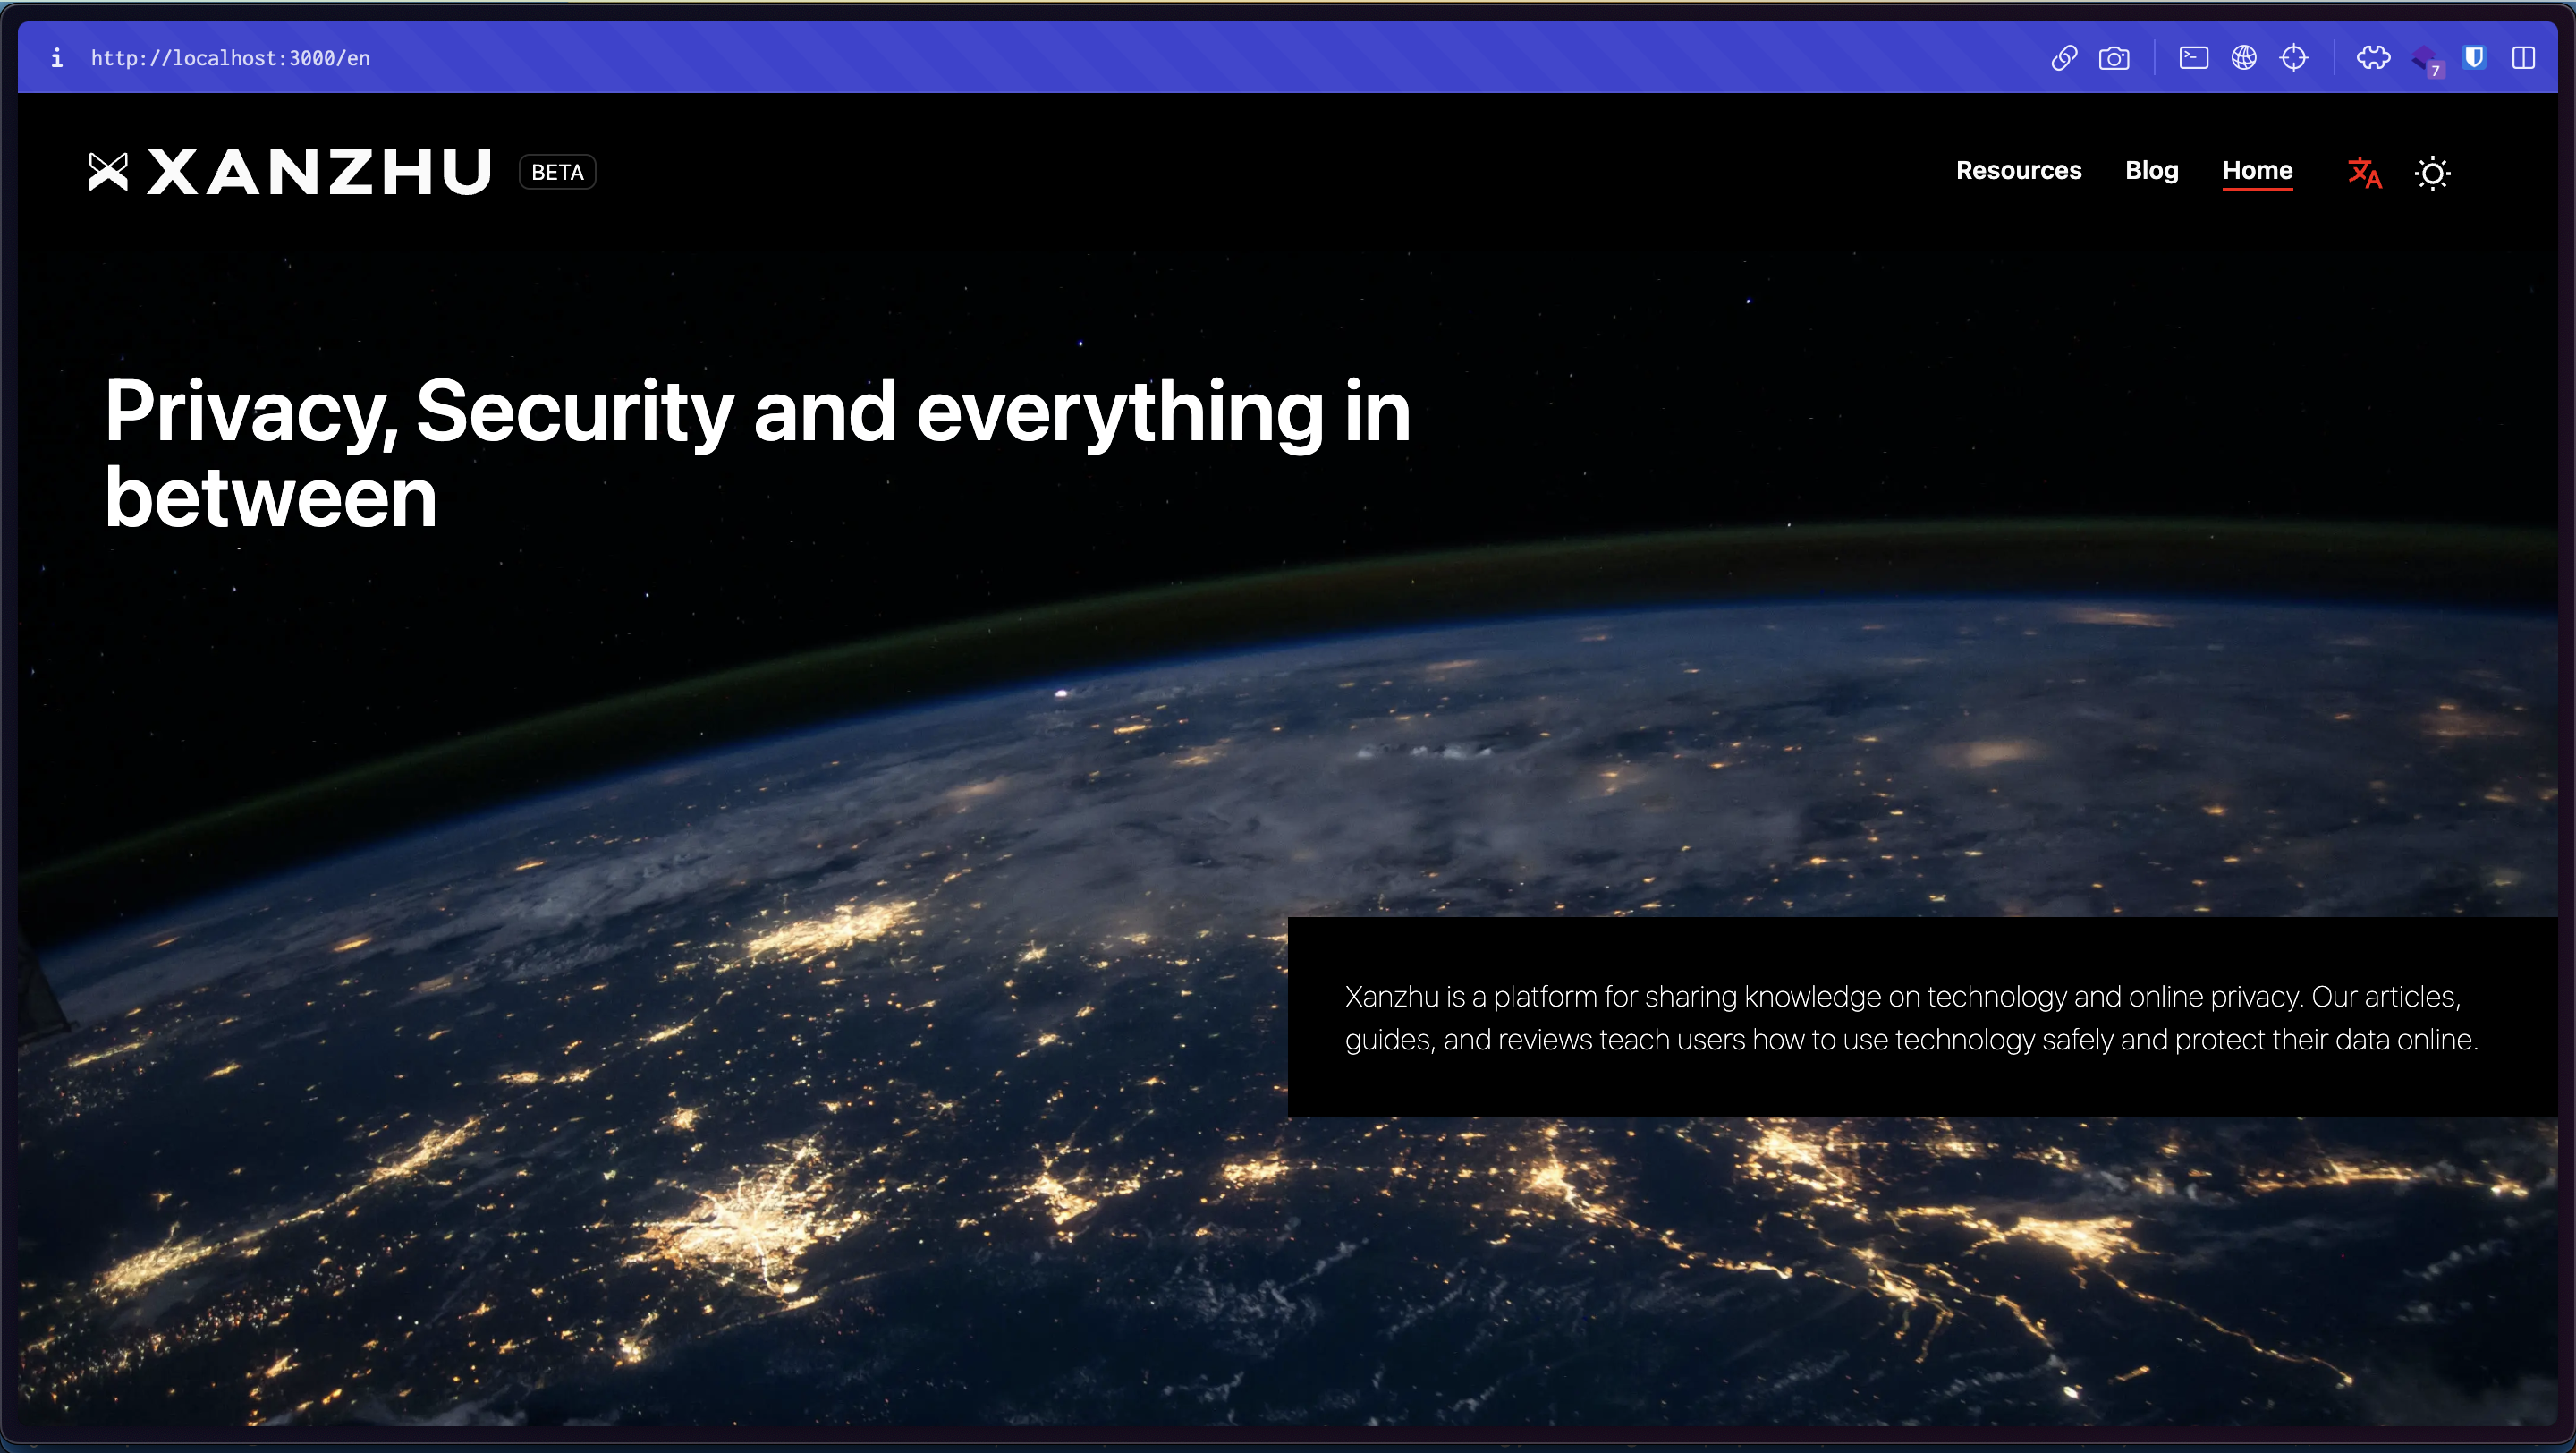 http://localhost:3000/en
7
XANZHU BETA
Resources Blog Home 文A
Privacy, Security and everything in
between
Xanzhu is a platform for sharing knowledge on technology and online privacy. Our articles,
guides, and reviews teach users how to use technology safely and protect their data online.